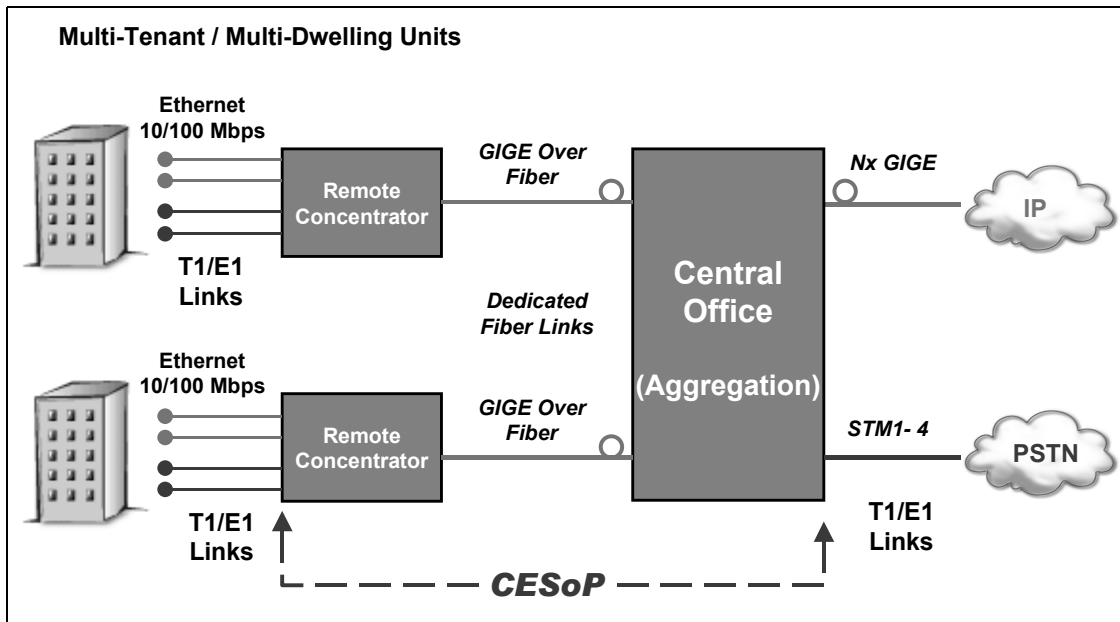 Multi-Tenant / Multi-Dwelling Units
Ethernet
10/100 Mbps
Remote
Concentrator
T1/E1
Links
GIGE Over
Fiber
Dedicated
Fiber Links
Central
Office
(Aggregation)
Nx GIGE
IP
Ethernet
10/100 Mbps
Remote
Concentrator
T1/E1
Links
GIGE Over
Fiber
STM1- 4
PSTN
T1/E1
Links
CESoP